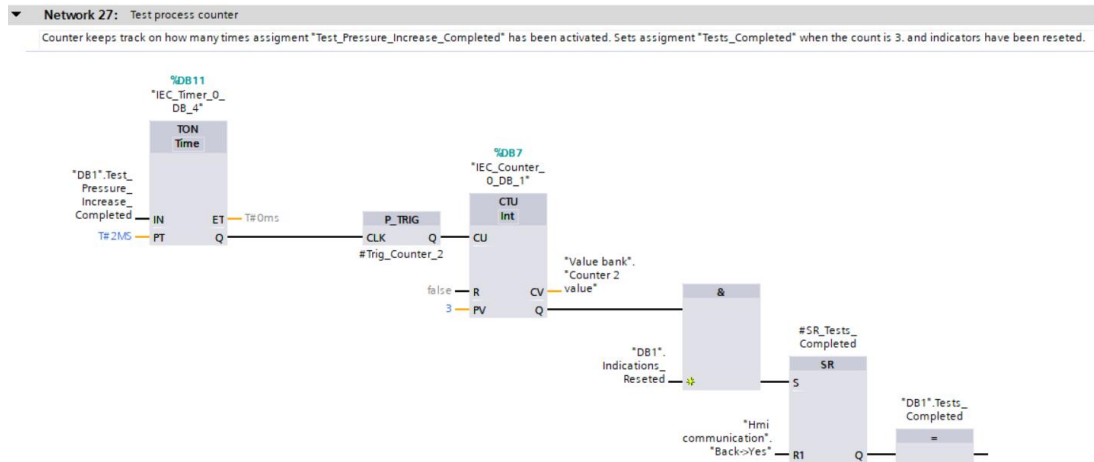 Network 27: Test process counter
Counter keeps track on how many times assigment "Test_Pressure_Increase_Completed" has been activated. Sets assigment "Tests_Completed" when the count is 3. and indicators have been reseted.
%DB11
"IEC_Timer_0_
DB_4"
TON
Time
"DB1".Test_
Pressure_
Increase_
Completed
IN
ET
T#0ms
T#2MS
PT
Q
P_TRIG
CLK
Q
#Trig_Counter_2
%DB7
"IEC_Counter_
0_DB_1"
CTU
Int
CU
false
R
CV
"Value bank".
"Counter 2
value"
3
PV
Q
&
"DB1".
Indications_
Reseted
#SR_Tests_
Completed
SR
S
"Hmi
communication".
"Back->Yes"
R1
Q
"DB1".Tests_
Completed
=